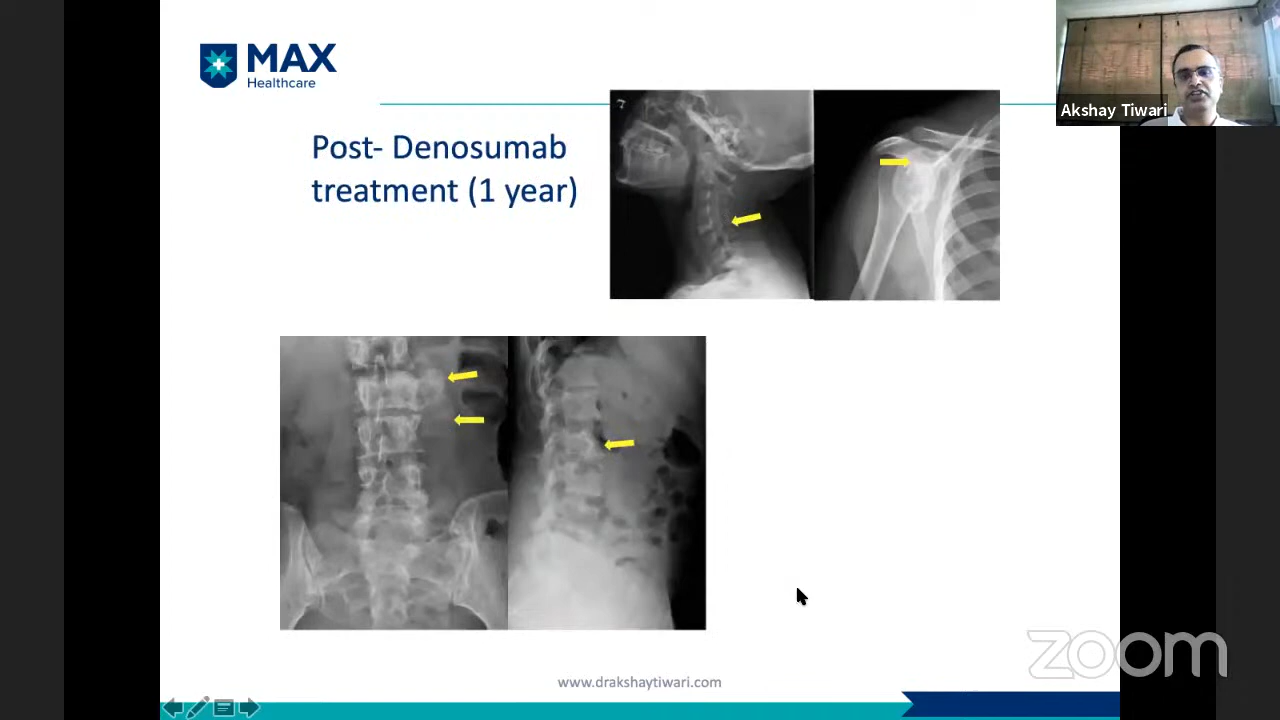 MAX
Healthcare
Akshay Tiwari
Post- Denosumab
treatment (1 year)
www.drakshaytiwari.com
zoom